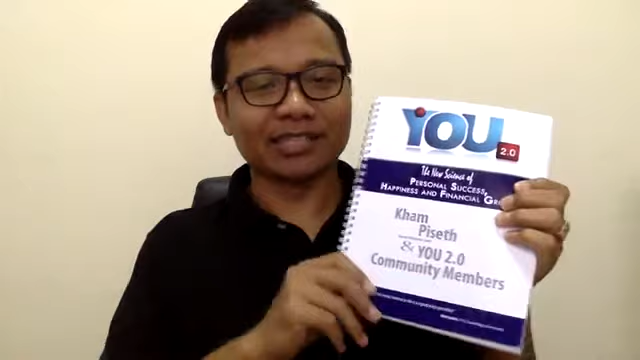 YOU
2.0
The New Science of
PERSONAL SUCCESS,
HAPPINESS AND FINANCIAL
Kham
Piseth
& YOU 2.0
Community Members